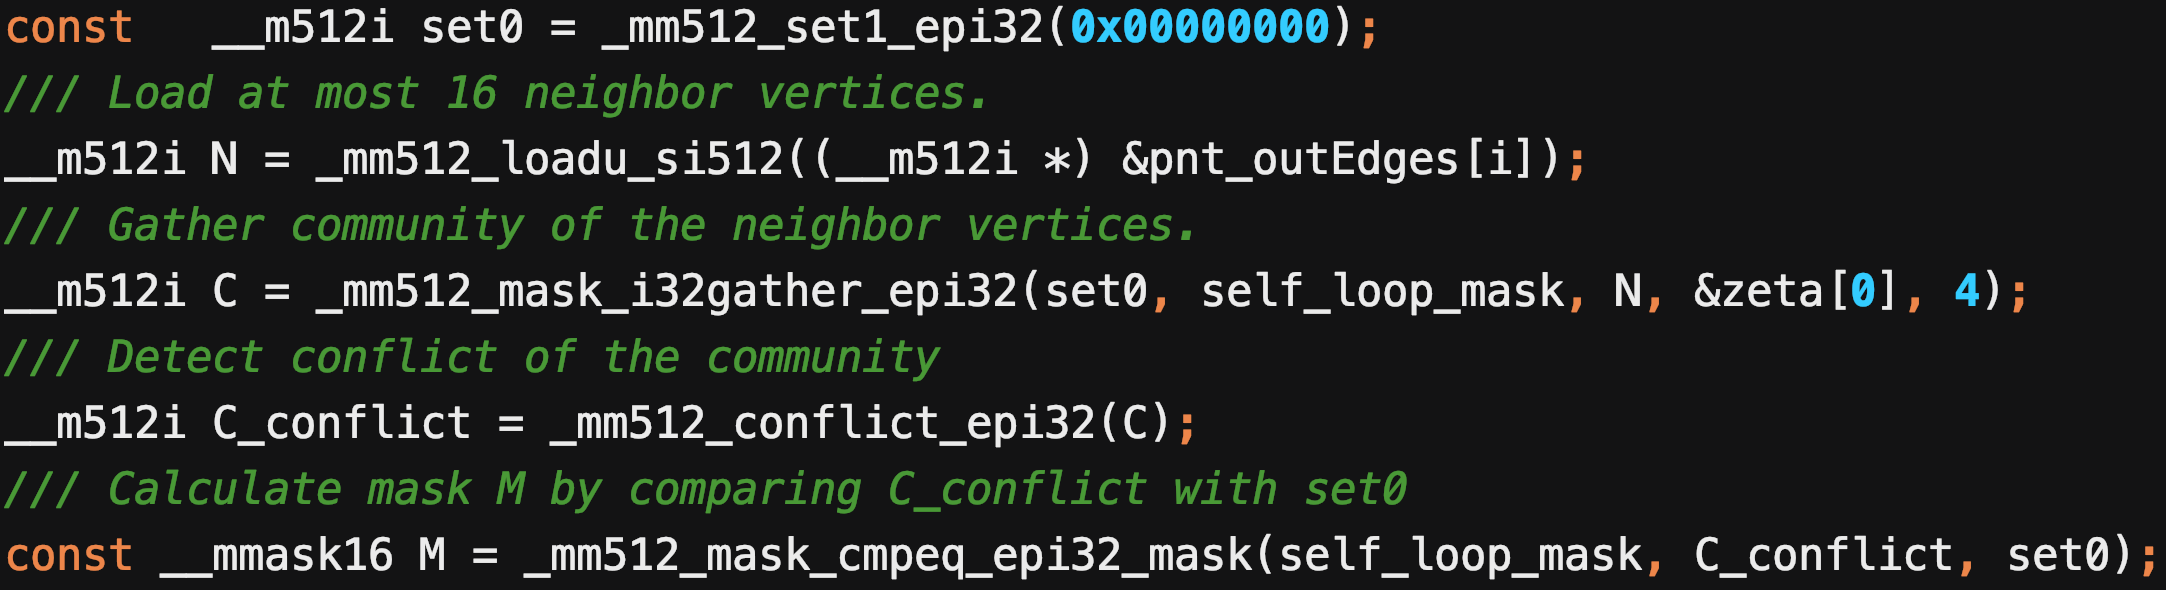 const   __m512i set0 = _mm512_set1_epi32(0x00000000);
/// Load at most 16 neighbor vertices.
__m512i N = _mm512_loadu_si512((__m512i *) &pnt_outEdges[i]);
/// Gather community of the neighbor vertices.
__m512i C = _mm512_mask_i32gather_epi32(set0, self_loop_mask, N, &zeta[0], 4);
/// Detect conflict of the community
__m512i C_conflict = _mm512_conflict_epi32(C);
/// Calculate mask M by comparing C_conflict with set0
const __mmask16 M = _mm512_mask_cmpeq_epi32_mask(self_loop_mask, C_conflict, set0);